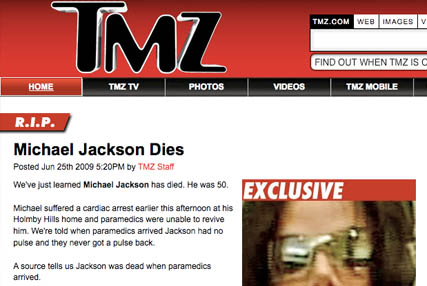 TMZ
TMZ.COM WEB IMAGES
FIND OUT WHEN TMZ IS
HOME TMZ TV PHOTOS VIDEOS TMZ MOBILE
R.I.P.
Michael Jackson Dies
Posted Jun 25th 2009 5:20PM by TMZ Staff
We've just learned Michael Jackson has died. He was 50.
EXCLUSIVE
Michael suffered a cardiac arrest earlier this afternoon at his
Holmby Hills home and paramedics were unable to revive
him. We're told when paramedics arrived Jackson had no
pulse and they never got a pulse back.
A source tells us Jackson was dead when paramedics
arrived.